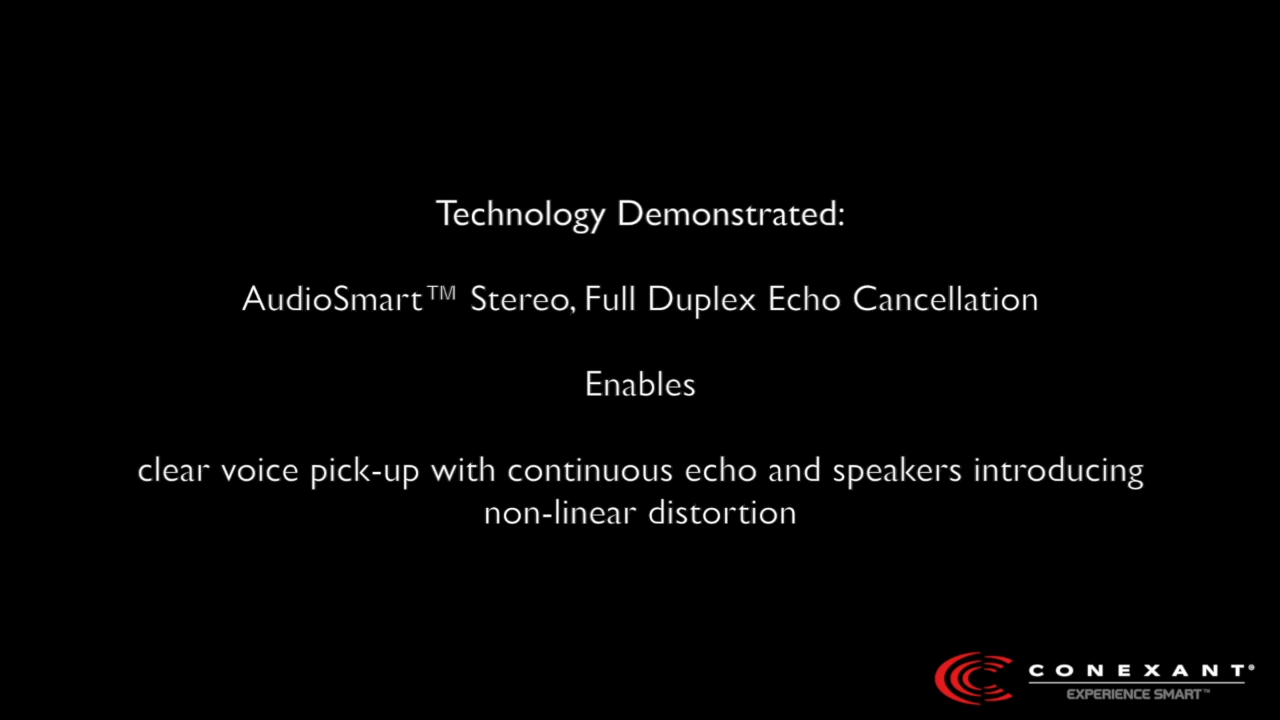 Technology Demonstrated:
AudioSmart™ Stereo, Full Duplex Echo Cancellation
Enables
clear voice pick-up with continuous echo and speakers introducing
non-linear distortion
CONEXANT®
EXPERIENCE SMART™